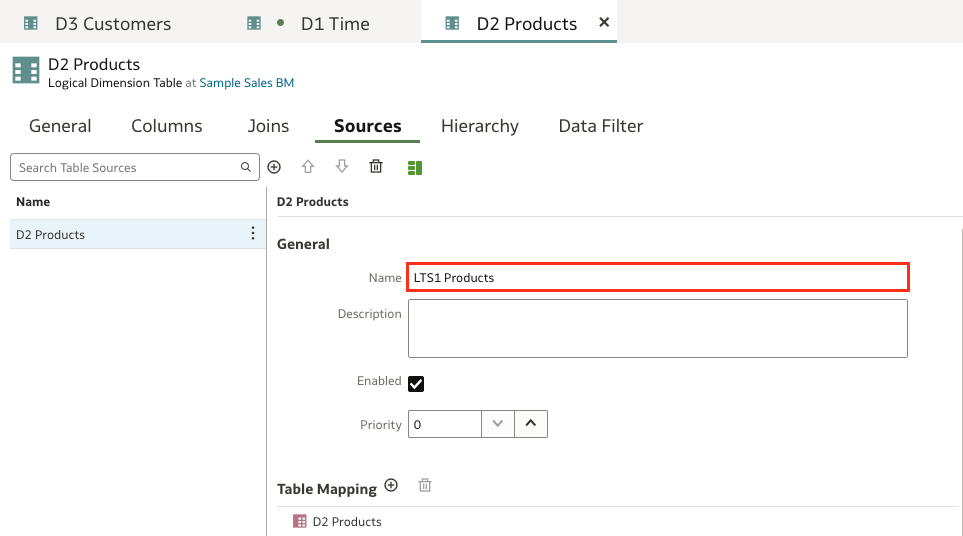 D3 Customers D1 Time D2 Products
D2 Products
Logical Dimension Table at Sample Sales BM
General Columns Joins Sources Hierarchy Data Filter
Search Table Sources
Name
D2 Products
D2 Products
General
Name LTS1 Products
Description
Enabled
Priority 0
Table Mapping
D2 Products